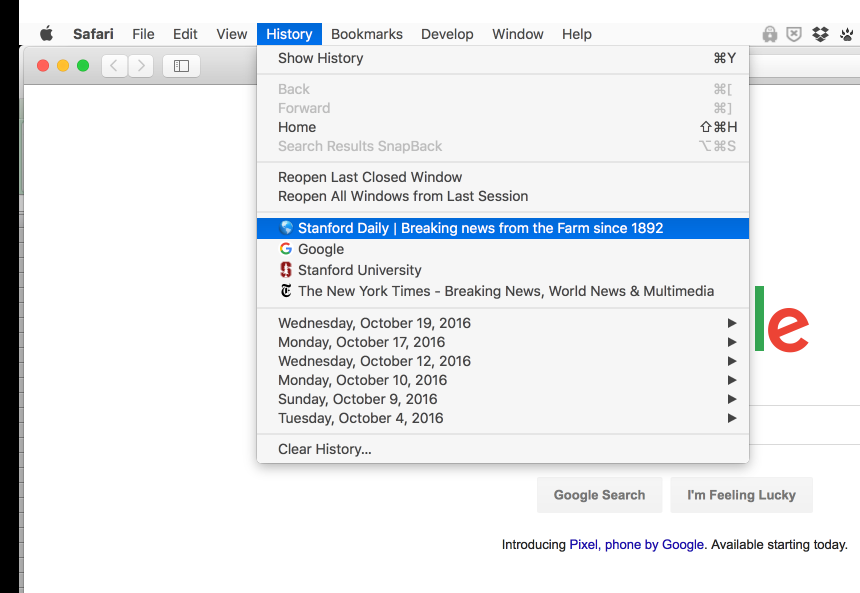 Safari File Edit View History Bookmarks Develop Window Help
Show History ⌘Y
Back ⌘[
Forward ⌘]
Home ⇧⌘H
Search Results SnapBack ⌥⌘S
Reopen Last Closed Window
Reopen All Windows from Last Session
Stanford Daily | Breaking news from the Farm since 1892
Google
Stanford University
The New York Times - Breaking News, World News & Multimedia
Wednesday, October 19, 2016
Monday, October 17, 2016
Wednesday, October 12, 2016
Monday, October 10, 2016
Sunday, October 9, 2016
Tuesday, October 4, 2016
Clear History...
le
Google Search I'm Feeling Lucky
Introducing Pixel, phone by Google. Available starting today.